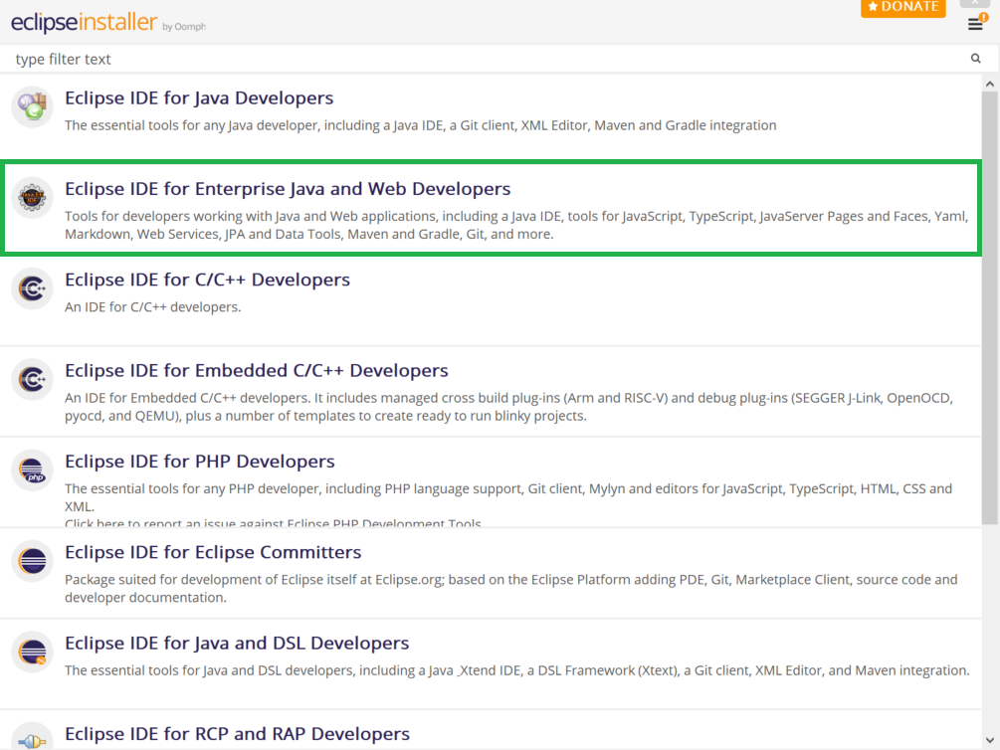 DONATE
eclipseinstaller by Oomph
type filter text
Eclipse IDE for Java Developers
The essential tools for any Java developer, including a Java IDE, a Git client, XML Editor, Maven and Gradle integration
Eclipse IDE for Enterprise Java and Web Developers
Tools for developers working with Java and Web applications, including a Java IDE, tools for JavaScript, TypeScript, JavaServer Pages and Faces, Yaml,
Markdown, Web Services, JPA and Data Tools, Maven and Gradle, Git, and more.
Eclipse IDE for C/C++ Developers
An IDE for C/C++ developers.
Eclipse IDE for Embedded C/C++ Developers
An IDE for Embedded C/C++ developers. It includes managed cross build plug-ins (Arm and RISC-V) and debug plug-ins (SEGGER J-Link, OpenOCD,
pyocd, and QEMU), plus a number of templates to create ready to run blinky projects.
php
Eclipse IDE for PHP Developers
The essential tools for any PHP developer, including PHP language support, Git client, Mylyn and editors for JavaScript, TypeScript, HTML, CSS and
XML.
Click here to report an issue against Eclipse PHP Development Tools
Eclipse IDE for Eclipse Committers
Package suited for development of Eclipse itself at Eclipse.org; based on the Eclipse Platform adding PDE, Git, Marketplace Client, source code and
developer documentation.
Eclipse IDE for Java and DSL Developers
The essential tools for Java and DSL developers, including a Java _Xtend IDE, a DSL Framework (Xtext), a Git client, XML Editor, and Maven integration.
Eclipse IDE for RCP and RAP Developers